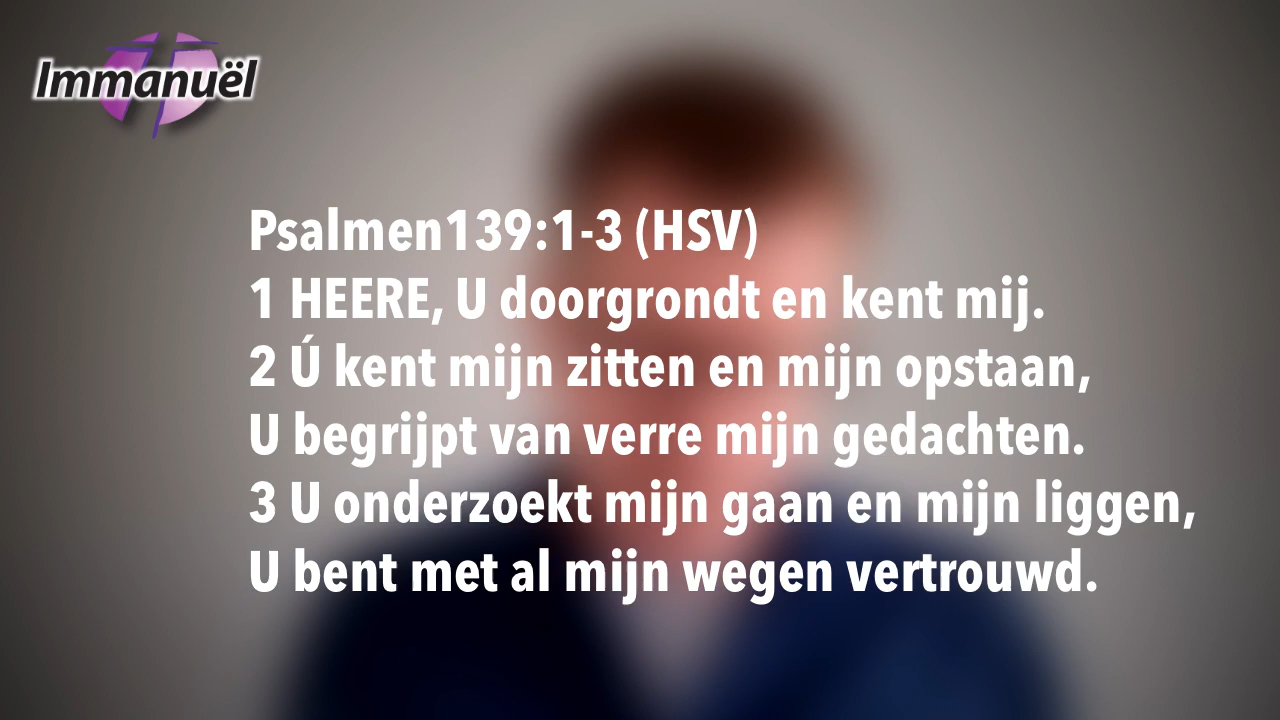 Immanuël
Psalmen139:1-3 (HSV)
1 HEERE, U doorgrondt en kent mij.
2 Ú kent mijn zitten en mijn opstaan,
U begrijpt van verre mijn gedachten.
3 U onderzoekt mijn gaan en mijn liggen,
U bent met al mijn wegen vertrouwd.